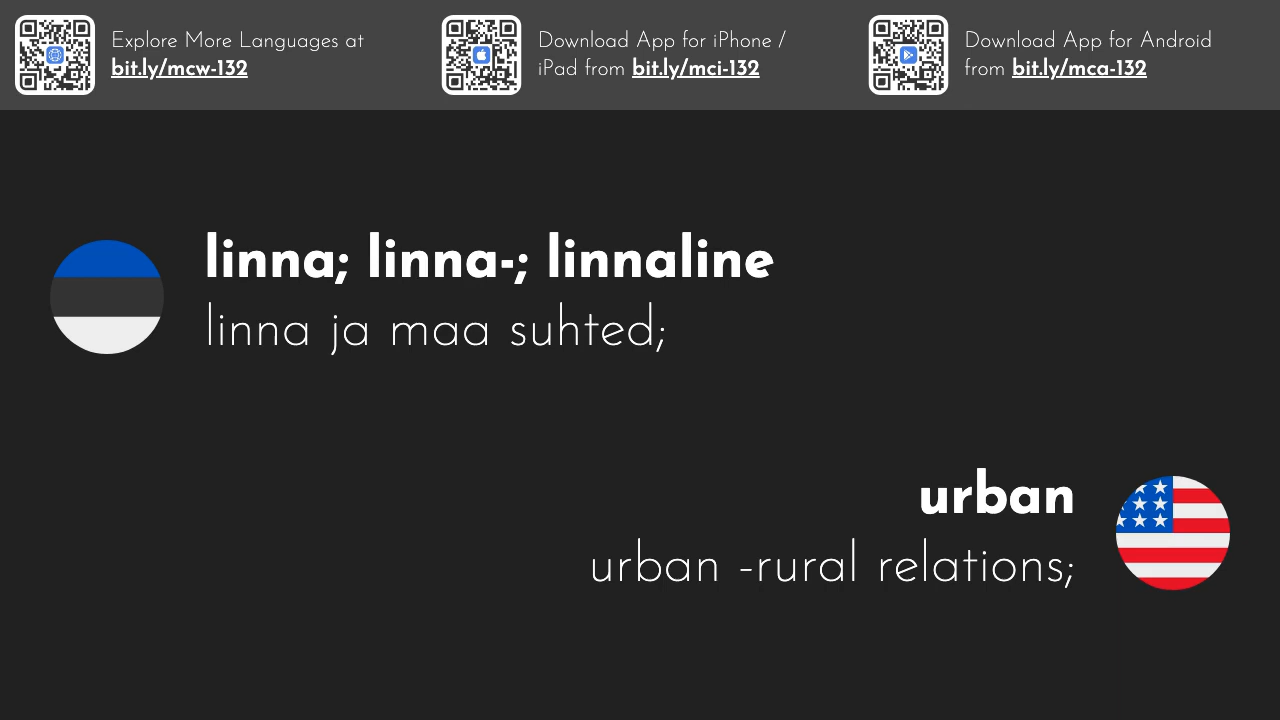 Explore More Languages at
bit.ly/mcw-132
Download App for iPhone /
iPad from bit.ly/mci-132
Download App for Android
from bit.ly/mca-132
linna; linna-; linnaline
linna ja maa suhted;
urban
urban -rural relations;